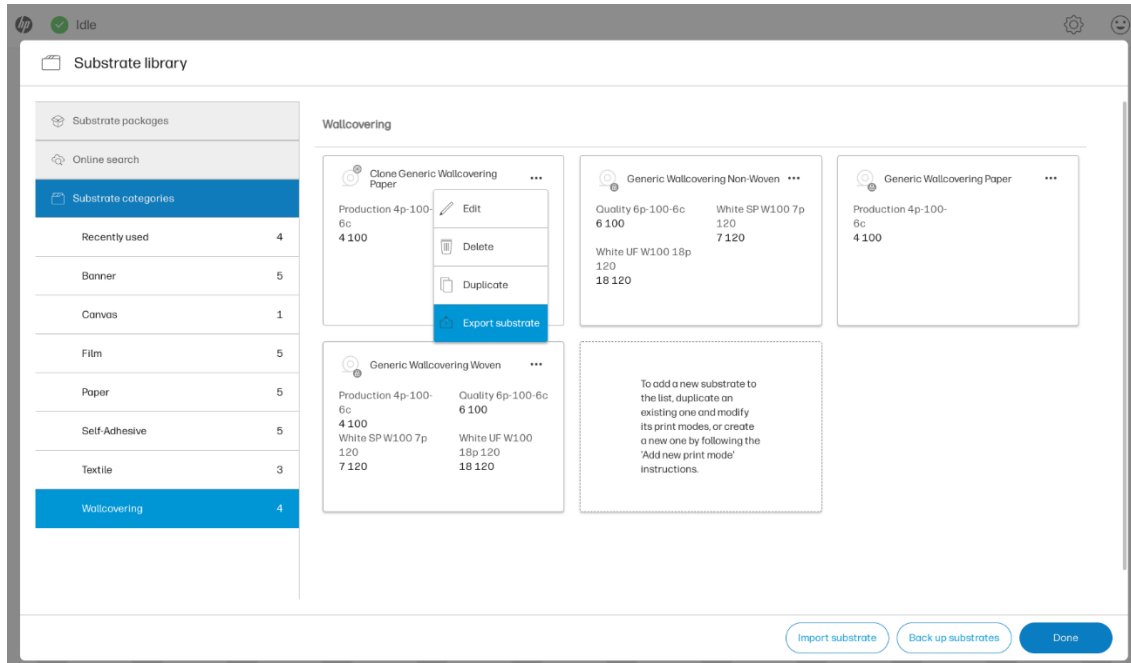 hp
Idle
Substrate library
Substrate packages
Online search
Substrate categories
Recently used 4
Banner 5
Canvas 1
Film 5
Paper 5
Self-Adhesive 5
Textile 3
Wallcovering 4
Wallcovering
Clone Generic Wallcovering
Paper
Production 4p-100-
6c
4 100
Edit
Delete
Duplicate
Export substrate
Generic Wallcovering Non-Woven
Quality 6p-100-6c
6 100
White SP W100 7p
120
7 120
White UF W100 18p
120
18 120
Generic Wallcovering Paper
Production 4p-100-
6c
4 100
Generic Wallcovering Woven
Production 4p-100-
6c
4 100
Quality 6p-100-6c
6 100
White SP W100 7p
120
7 120
White UF W100
18p 120
18 120
To add a new substrate to
the list, duplicate an
existing one and modify
its print modes, or create
a new one by following the
'Add new print mode'
instructions.
Import substrate
Back up substrates
Done